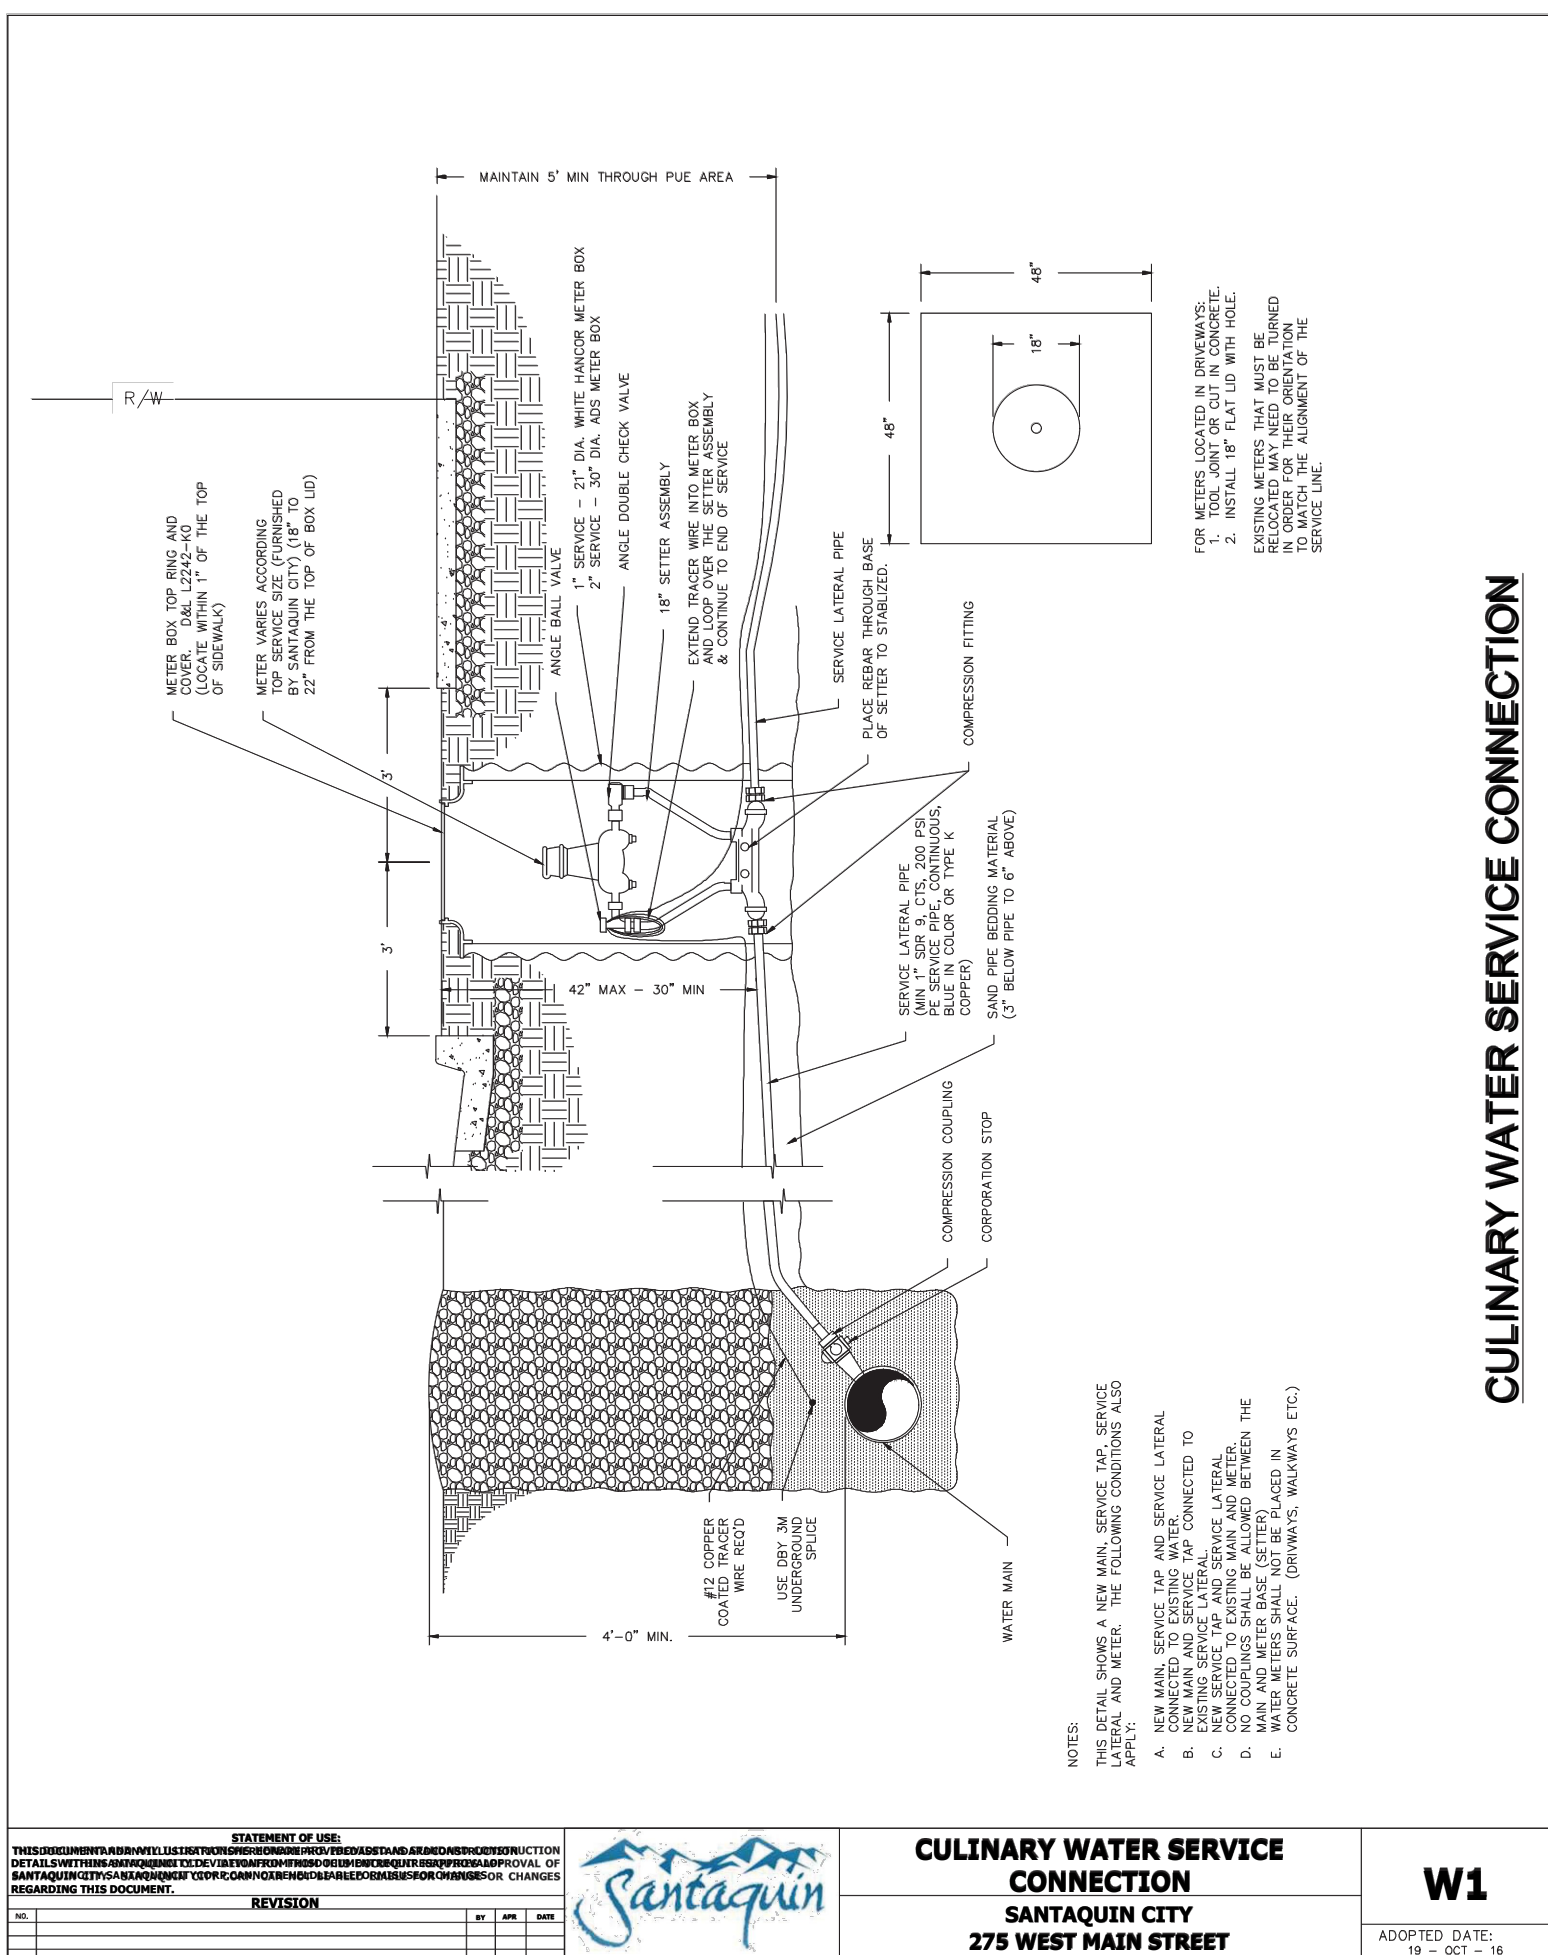 MAINTAIN 5' MIN THROUGH PUE AREA
R/W
METER BOX TOP RING AND
COVER. D&L L2242-K0
(LOCATE WITHIN 1" OF THE TOP
OF SIDEWALK)
METER VARIES ACCORDING
TOP SERVICE SIZE (FURNISHED
BY SANTAQUIN CITY) (18" TO
22" FROM THE TOP OF BOX LID)
3'
3'
ANGLE BALL VALVE
1" SERVICE - 21" DIA. WHITE HANCOR METER BOX
2" SERVICE - 30" DIA. ADS METER BOX
ANGLE DOUBLE CHECK VALVE
18" SETTER ASSEMBLY
EXTEND TRACER WIRE INTO METER BOX
AND LOOP OVER THE SETTER ASSEMBLY
& CONTINUE TO END OF SERVICE
SERVICE LATERAL PIPE
PLACE REBAR THROUGH BASE
OF SETTER TO STABLIZED.
COMPRESSION FITTING
48"
48"
18"
FOR METERS LOCATED IN DRIVEWAYS:
1. TOOL JOINT OR CUT IN CONCRETE.
2. INSTALL 18" FLAT LID WITH HOLE.
EXISTING METERS THAT MUST BE
RELOCATED MAY NEED TO BE TURNED
IN ORDER FOR THEIR ORIENTATION
TO MATCH THE ALIGNMENT OF THE
SERVICE LINE.
42" MAX - 30" MIN
SERVICE LATERAL PIPE
(MIN 1" SDR 9, CTS, 200 PSI
PE SERVICE PIPE, CONTINUOUS,
BLUE IN COLOR OR TYPE K
COPPER)
SAND PIPE BEDDING MATERIAL
(3" BELOW PIPE TO 6" ABOVE)
COMPRESSION COUPLING
CORPORATION STOP
#12 COPPER
COATED TRACER
WIRE REQ'D
USE DBY 3M
UNDERGROUND
SPLICE
WATER MAIN
4'-0" MIN.
NOTES:
THIS DETAIL SHOWS A NEW MAIN, SERVICE TAP, SERVICE
LATERAL AND METER. THE FOLLOWING CONDITIONS ALSO
APPLY:
A. NEW MAIN, SERVICE TAP AND SERVICE LATERAL
CONNECTED TO EXISTING WATER.
B. NEW MAIN AND SERVICE TAP CONNECTED TO
EXISTING SERVICE LATERAL.
C. NEW SERVICE TAP AND SERVICE LATERAL
CONNECTED TO EXISTING MAIN AND METER.
D. NO COUPLINGS SHALL BE ALLOWED BETWEEN THE
MAIN AND METER BASE (SETTER)
E. WATER METERS SHALL NOT BE PLACED IN
CONCRETE SURFACE. (DRIVWAYS, WALKWAYS ETC.)
CULINARY WATER SERVICE CONNECTION
STATEMENT OF USE:
REGARDING THIS DOCUMENT.
REVISION
NO. BY APR DATE
Santaquin
CULINARY WATER SERVICE
CONNECTION
SANTAQUIN CITY
275 WEST MAIN STREET
W1
ADOPTED DATE:
19 - OCT - 16